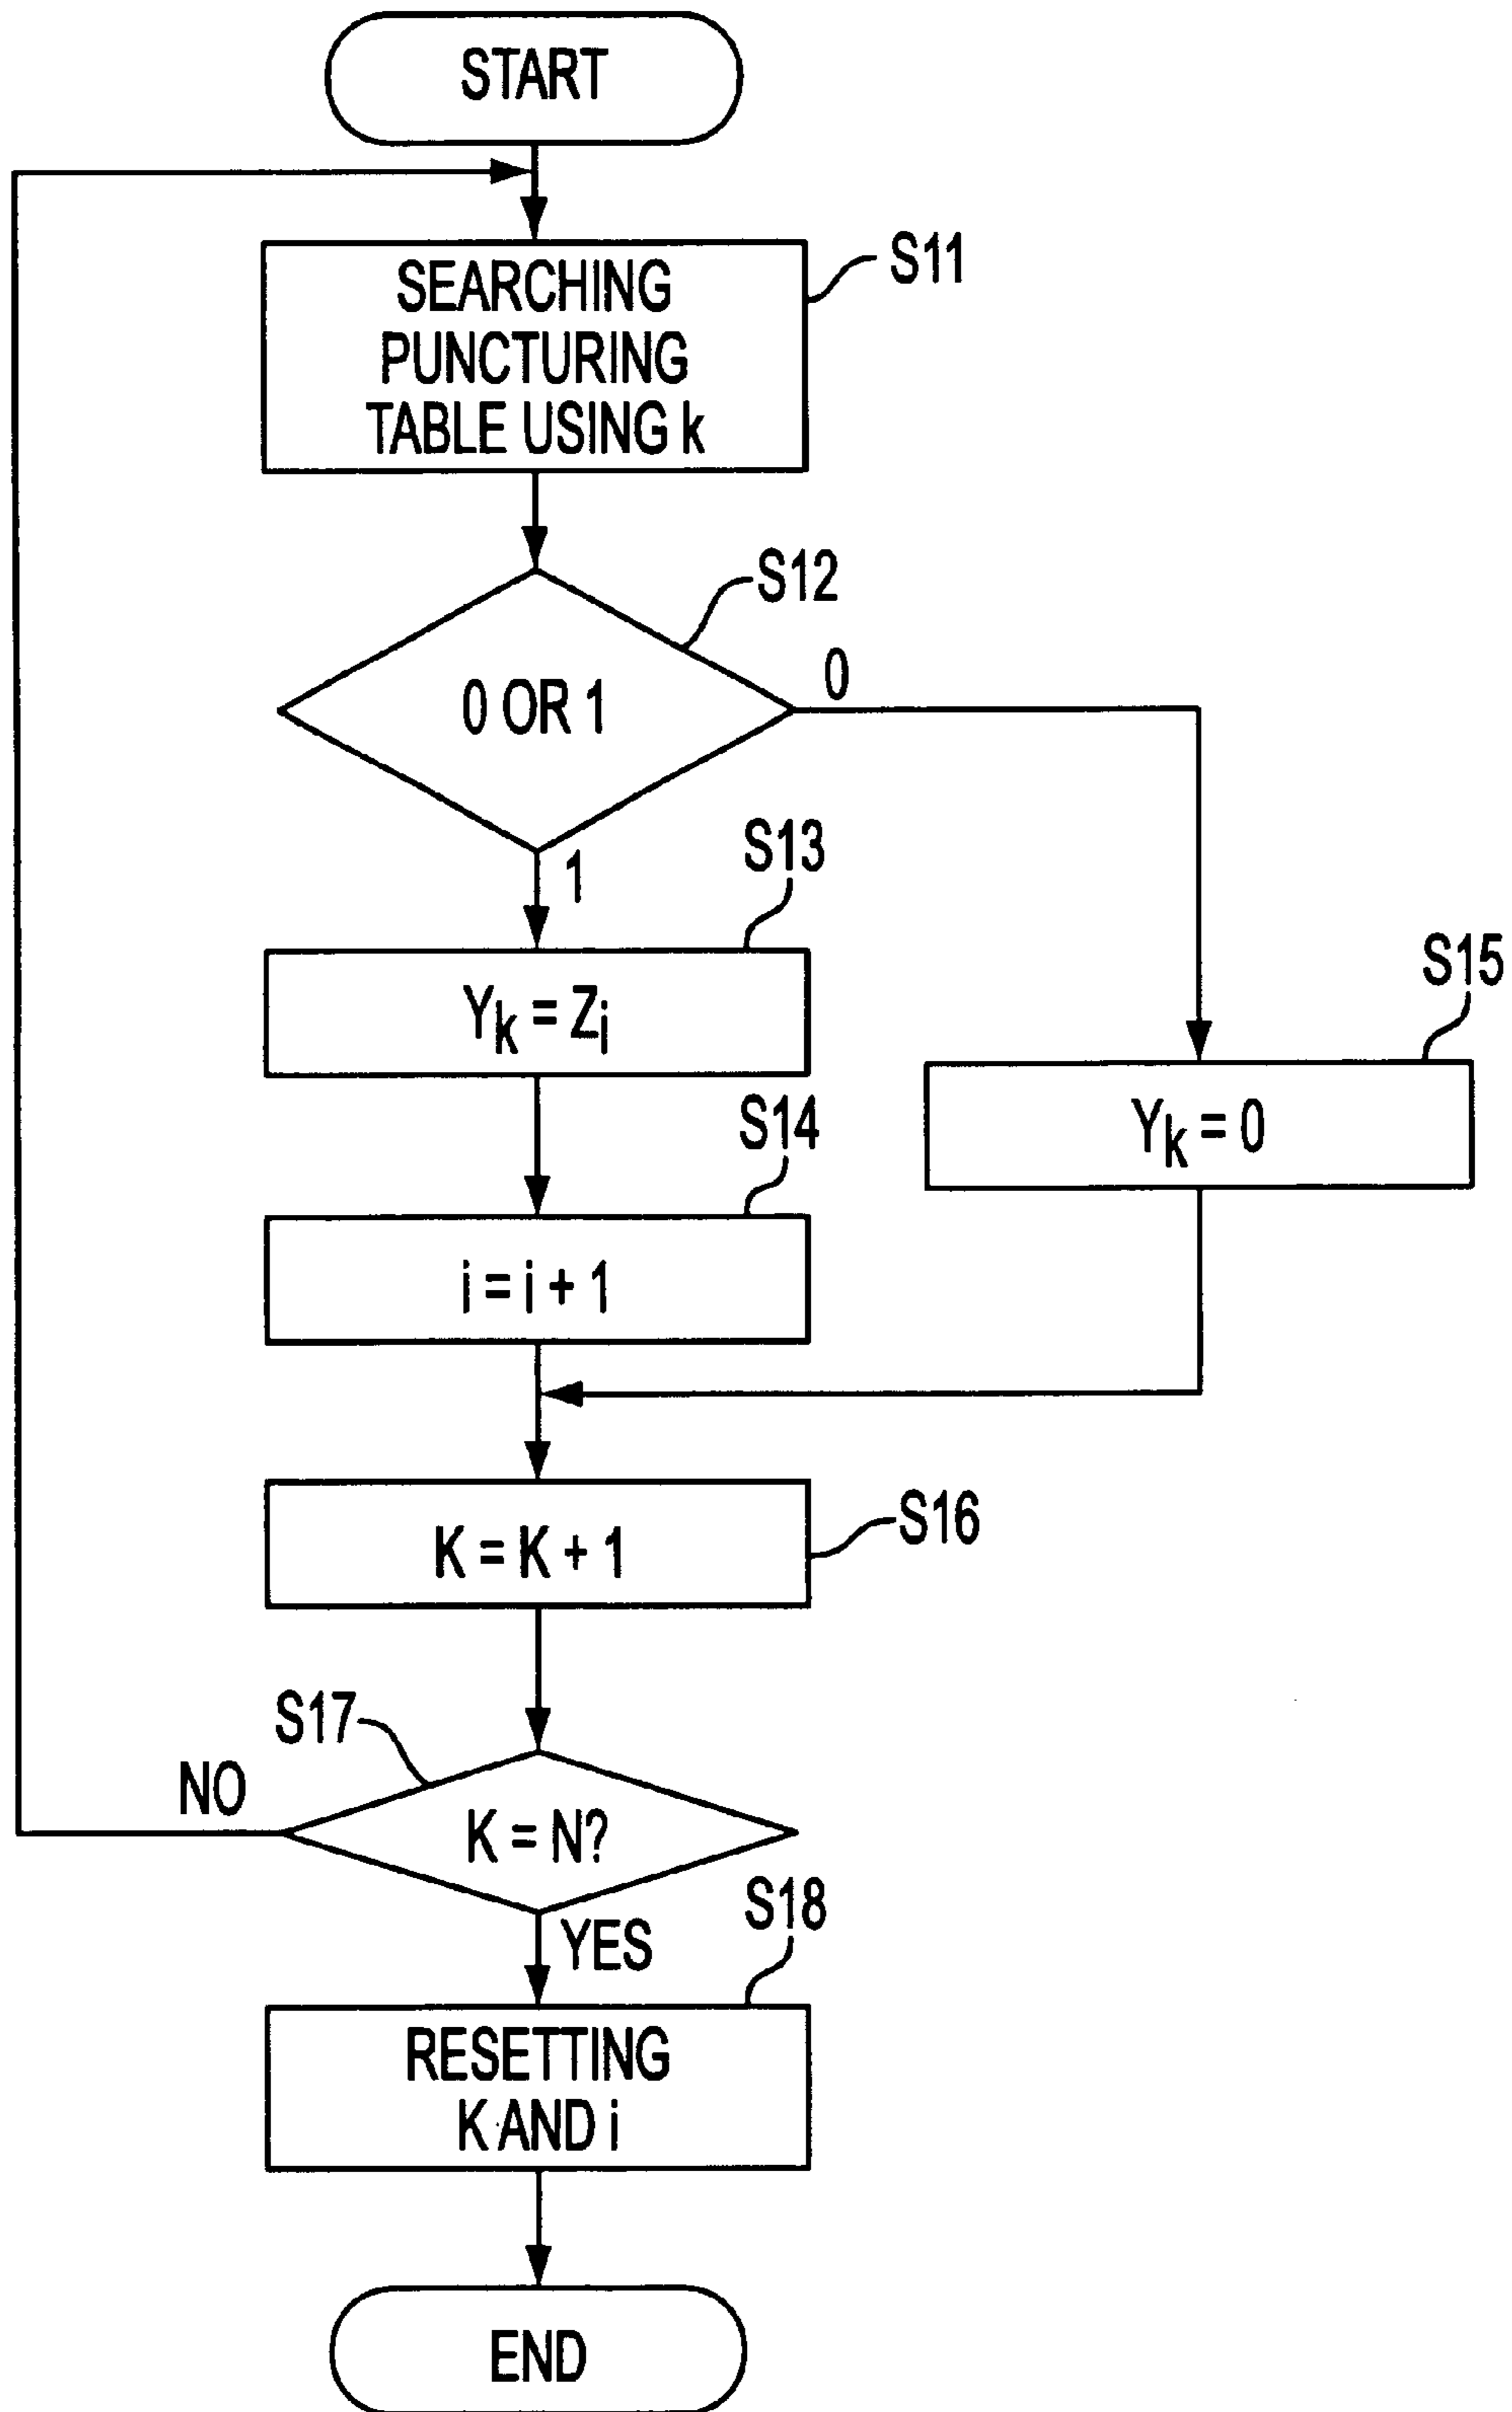 START
SEARCHING
PUNCTURING
TABLE USING k
S11
S12
0 OR 1
0
1
S13
Yk = Zi
S15
Yk = 0
S14
i = i + 1
K = K + 1
S16
S17
NO
K = N?
YES
S18
RESETTING
K AND i
END